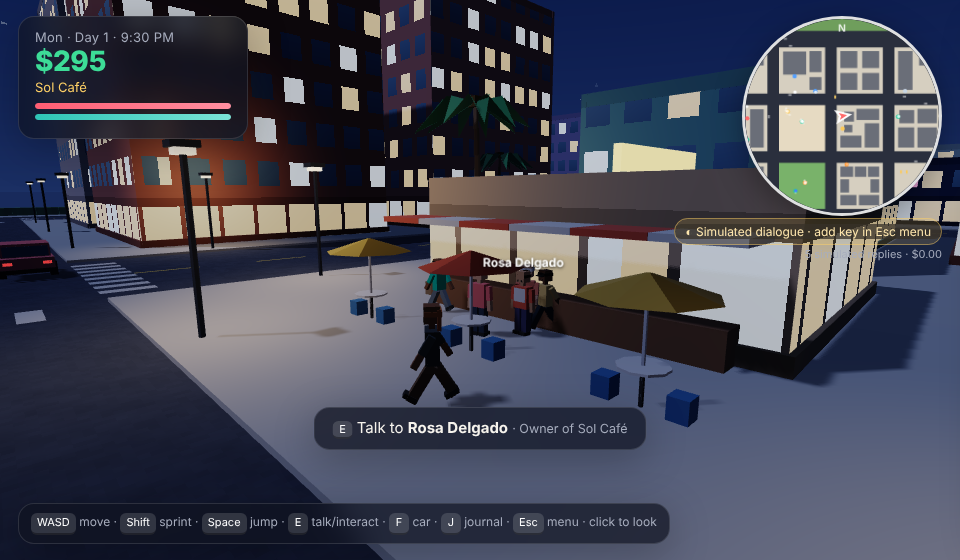 Mon · Day 1 · 9:30 PM
$295
Sol Café
N
Simulated dialogue · add key in Esc menu
replies · $0.00
Rosa Delgado
E Talk to Rosa Delgado · Owner of Sol Café
WASD move · Shift sprint · Space jump · E talk/interact · F car · J journal · Esc menu · click to look